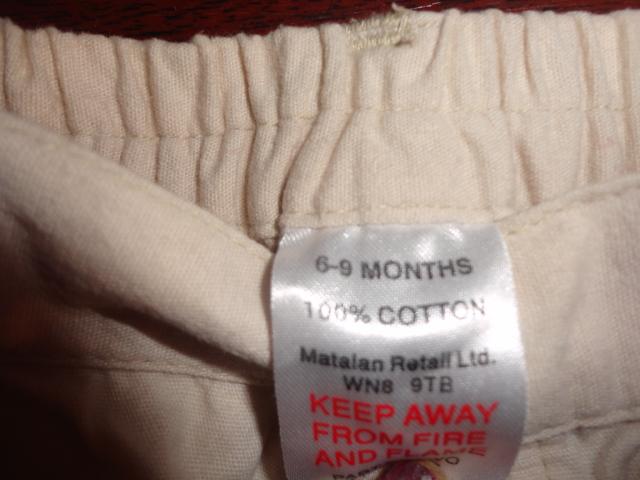 6-9 MONTHS
100% COTTON
Matalan Retail Ltd.
WN8 9TB
KEEP AWAY
FROM FIRE
AND FLAME